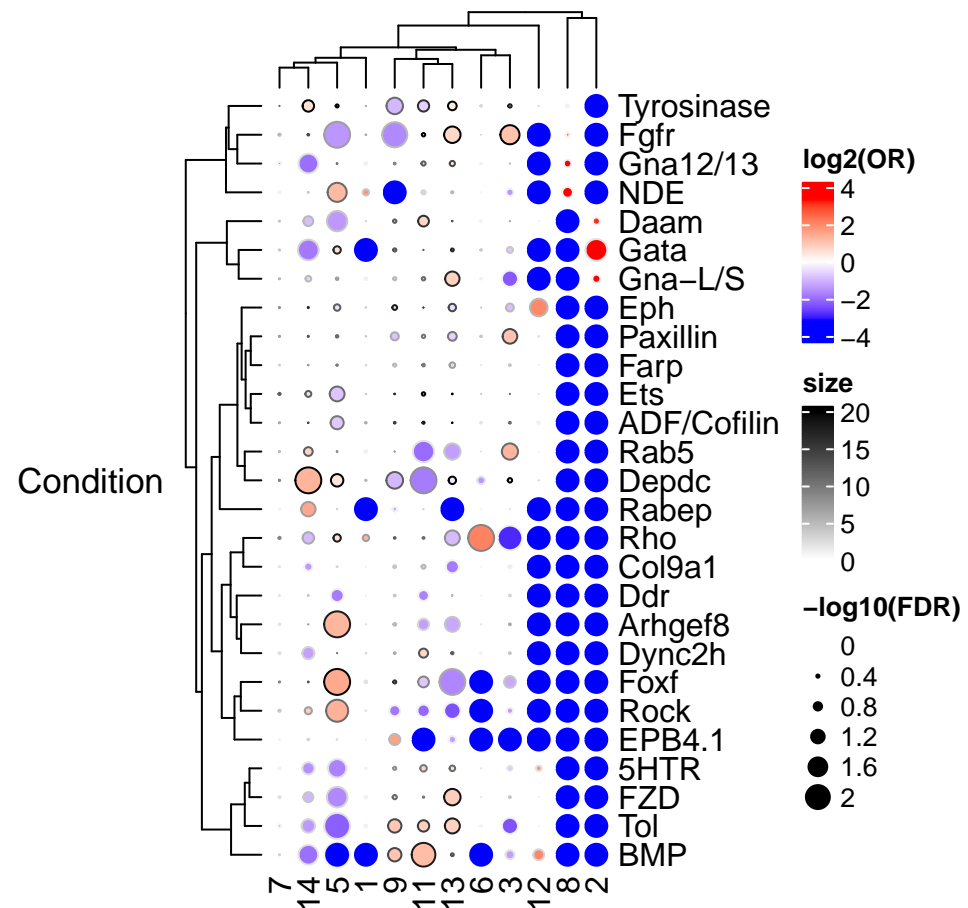 Tyrosinase
Fgfr
Gna12/13
NDE
Daam
Gata
Gna−L/S
Eph
Paxillin
Farp
Ets
ADF/Cofilin
Rab5
Depdc
Rabep
Rho
Col9a1
Ddr
Arhgef8
Dync2h
Foxf
Rock
EPB4.1
5HTR
FZD
Tol
BMP
Condition
7 14 5 1 9 11 13 6 3 12 8 2
log2(OR)
4
2
0
−2
−4
size
20
15
10
5
0
−log10(FDR)
0
0.4
0.8
1.2
1.6
2